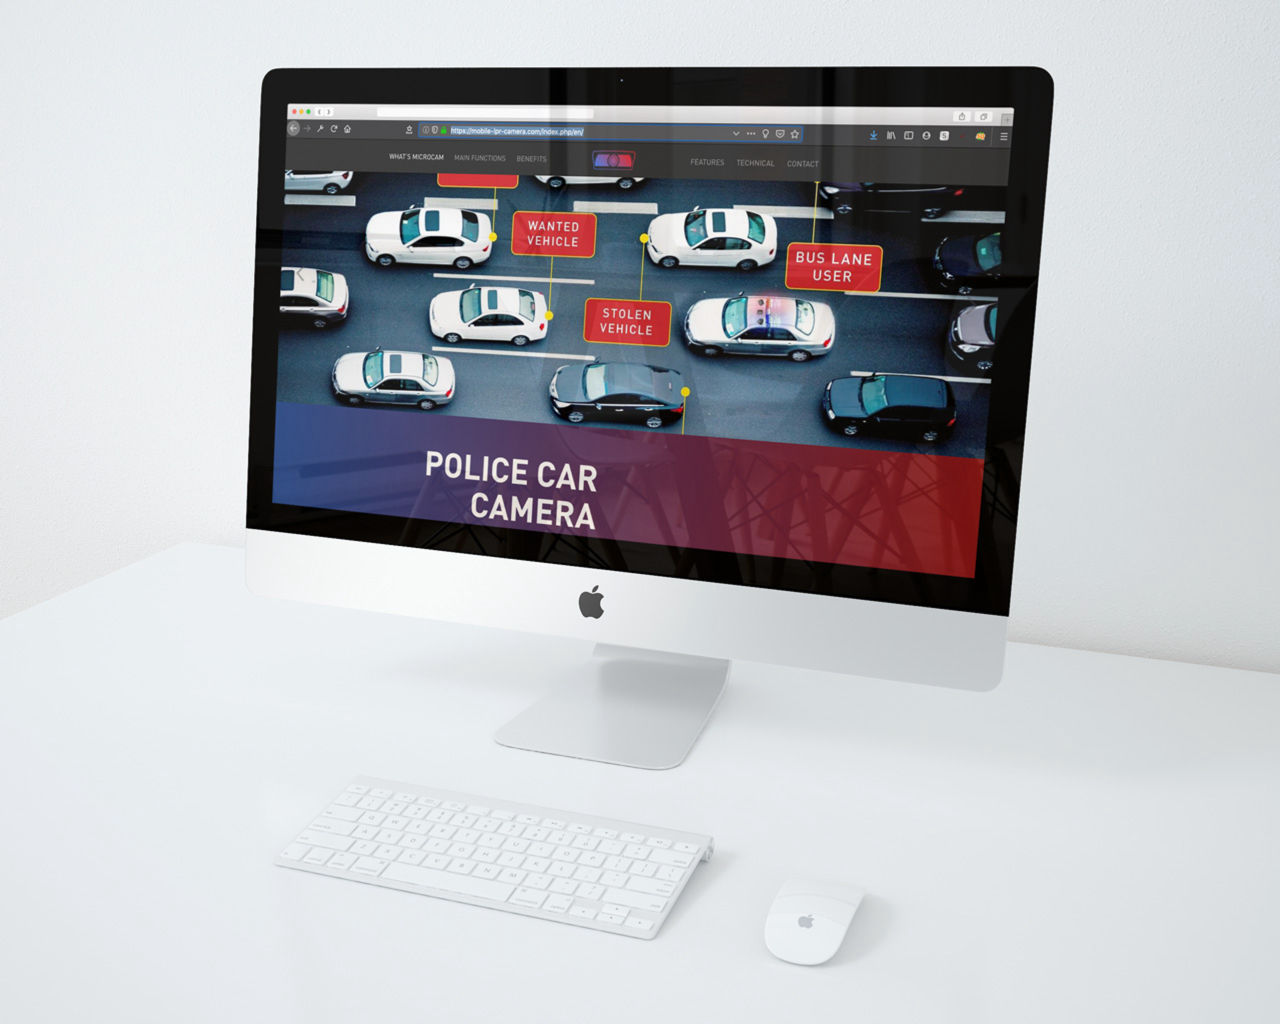 https://mobile-lpr-camera.com/index.php/en/
WHAT'S MICROCAM MAIN FUNCTIONS BENEFITS FEATURES TECHNICAL CONTACT
WANTED
VEHICLE
BUS LANE
USER
STOLEN
VEHICLE
POLICE CAR
CAMERA